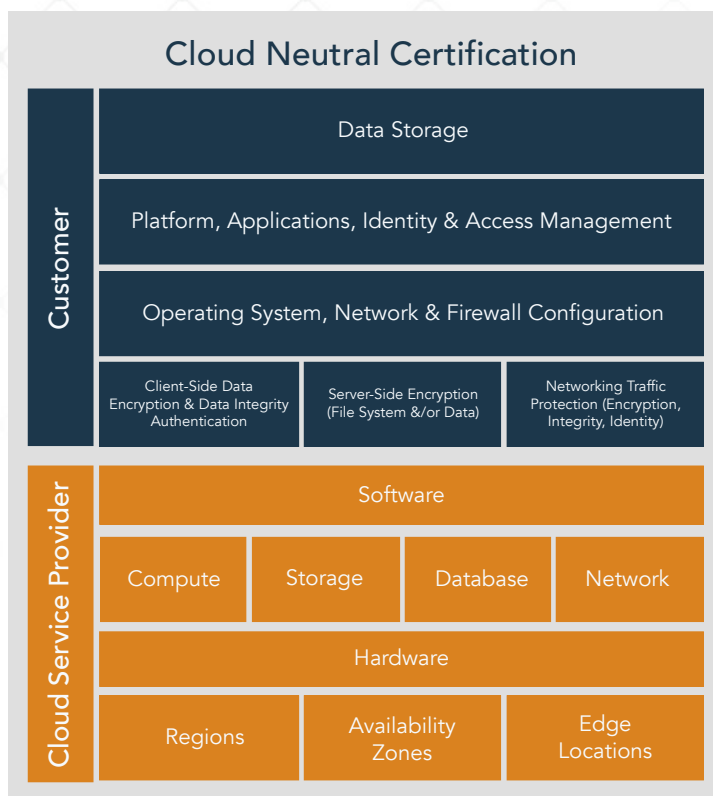 Cloud Neutral Certification
Customer
Data Storage
Platform, Applications, Identity & Access Management
Operating System, Network & Firewall Configuration
Client-Side Data
Encryption & Data Integrity
Authentication
Server-Side Encryption
(File System &/or Data)
Networking Traffic
Protection (Encryption,
Integrity, Identity)
Cloud Service Provider
Software
Compute
Storage
Database
Network
Hardware
Regions
Availability
Zones
Edge
Locations